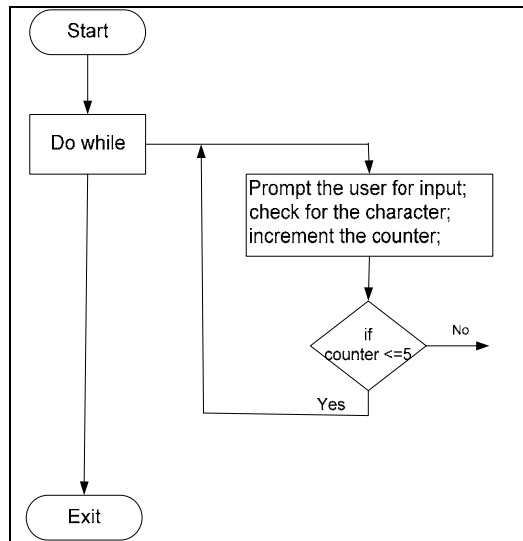 Start
Do while
Prompt the user for input;
check for the character;
increment the counter;
if
counter <=5
No
Yes
Exit